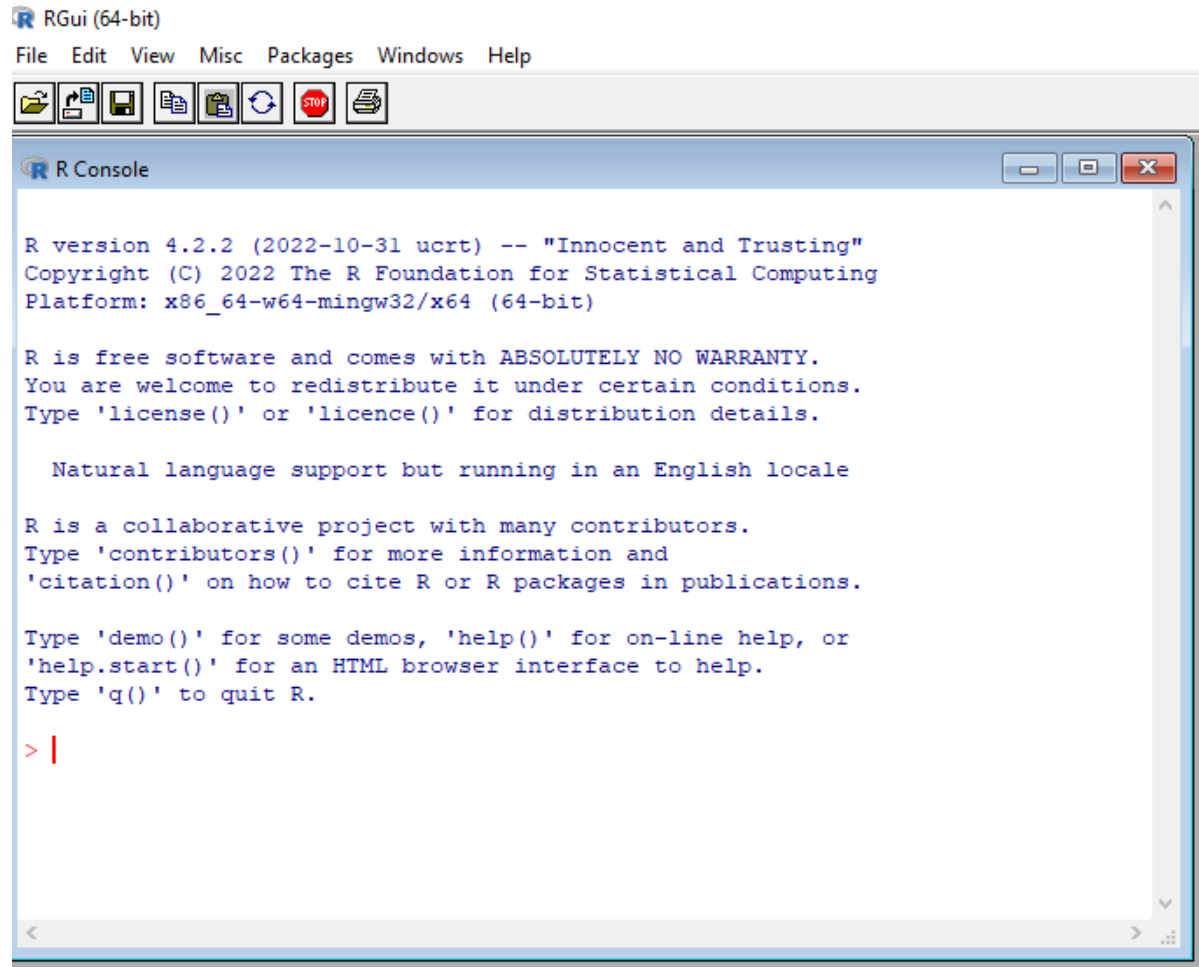 RGui (64-bit)
File Edit View Misc Packages Windows Help
STOP
R Console
R version 4.2.2 (2022-10-31 ucrt) -- "Innocent and Trusting"
Copyright (C) 2022 The R Foundation for Statistical Computing
Platform: x86_64-w64-mingw32/x64 (64-bit)
R is free software and comes with ABSOLUTELY NO WARRANTY.
You are welcome to redistribute it under certain conditions.
Type 'license()' or 'licence()' for distribution details.
Natural language support but running in an English locale
R is a collaborative project with many contributors.
Type 'contributors()' for more information and
'citation()' on how to cite R or R packages in publications.
Type 'demo()' for some demos, 'help()' for on-line help, or
'help.start()' for an HTML browser interface to help.
Type 'q()' to quit R.
>